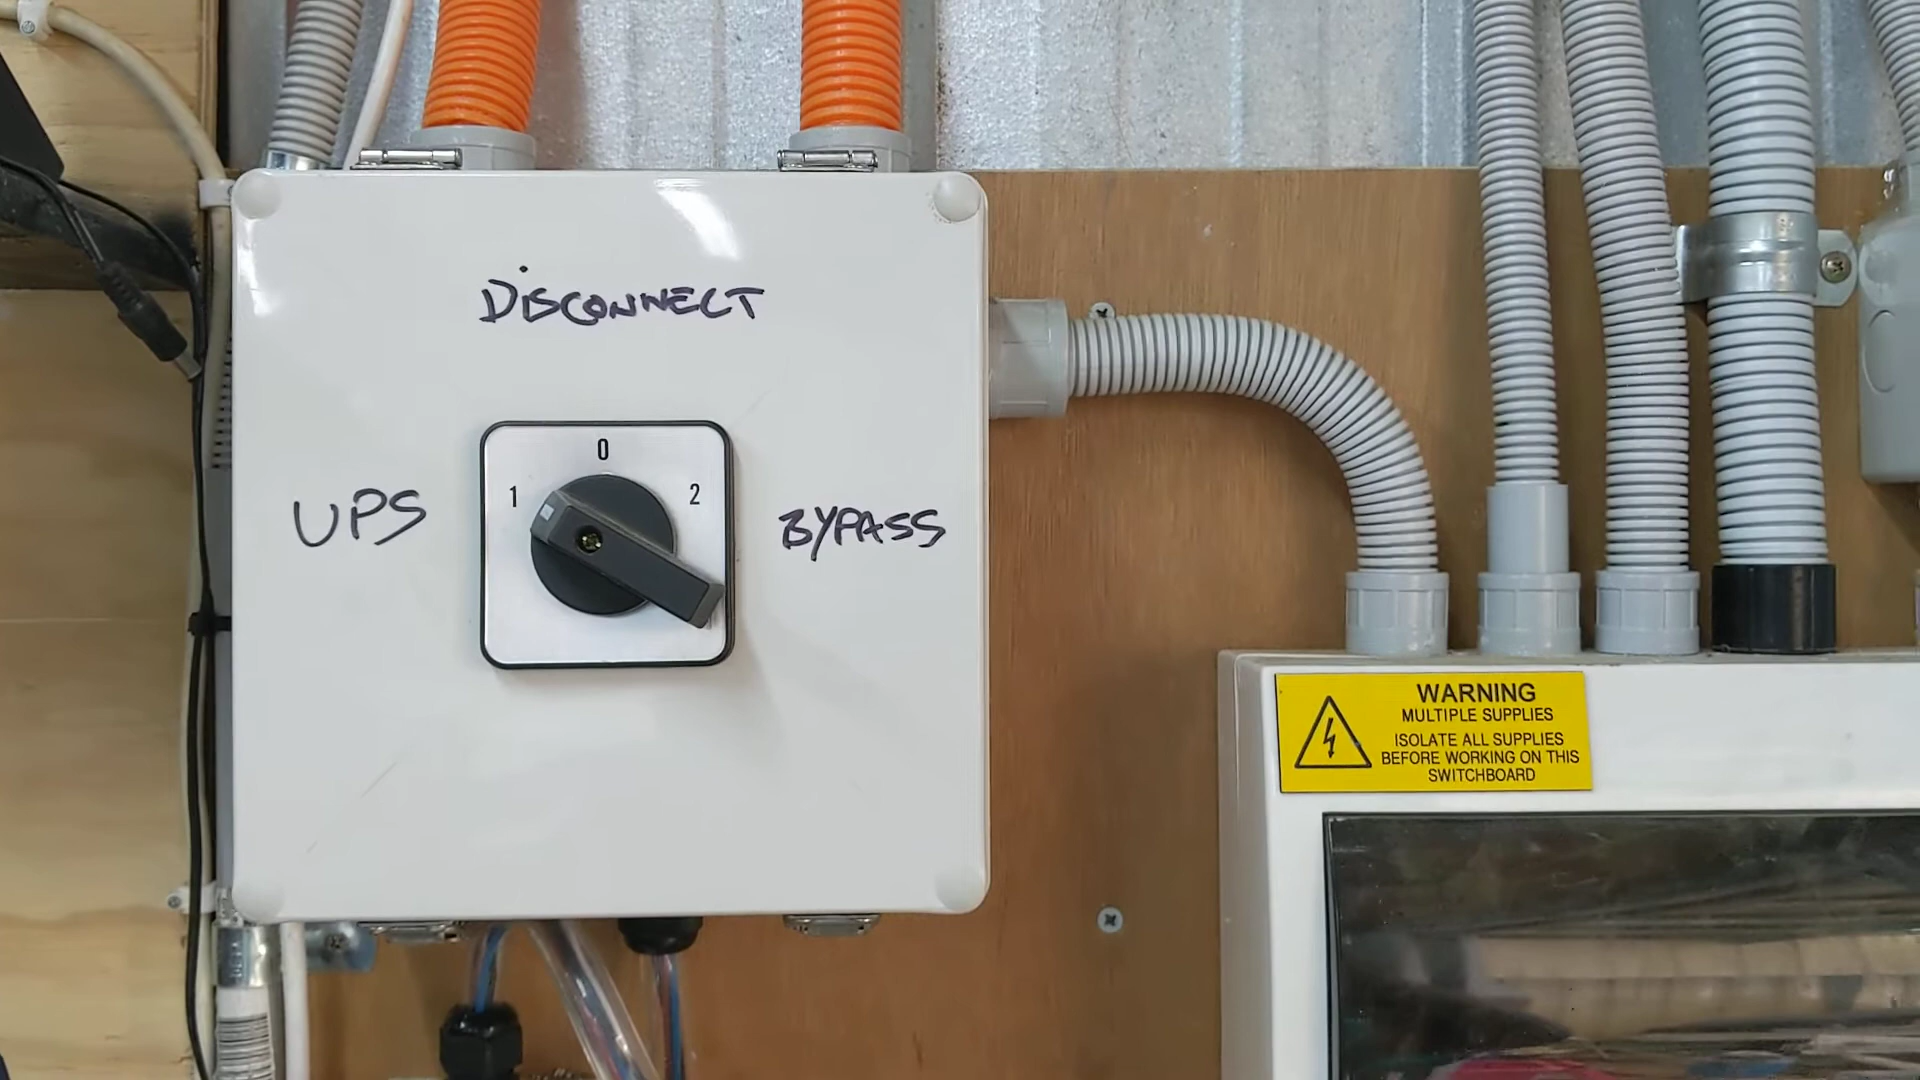 DISCONNECT
0
1
2
UPS
BYPASS
WARNING
MULTIPLE SUPPLIES
ISOLATE ALL SUPPLIES
BEFORE WORKING ON THIS
SWITCHBOARD